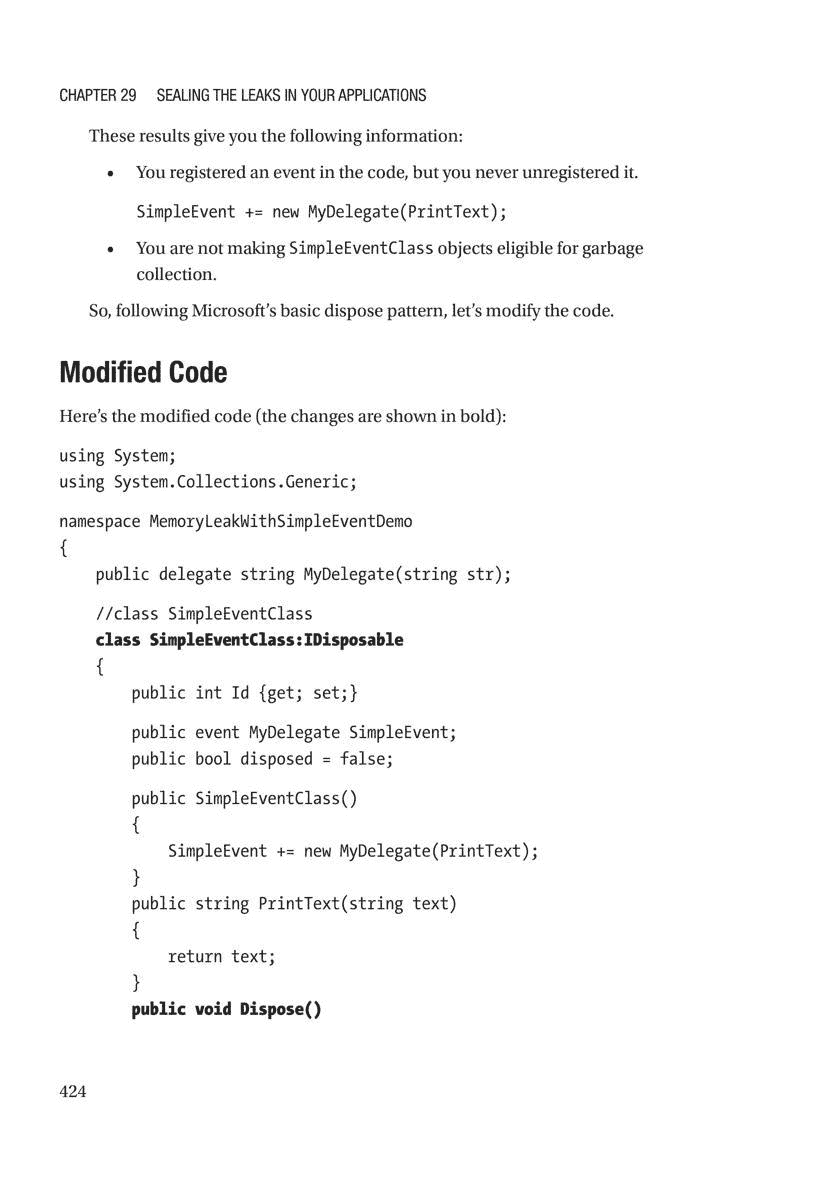 CHAPTER 29 SEALING THE LEAKS IN YOUR APPLICATIONS
These results give you the following information:
• You registered an event in the code, but you never unregistered it.
SimpleEvent += new MyDelegate(PrintText);
• You are not making SimpleEventClass objects eligible for garbage
collection.
So, following Microsoft’s basic dispose pattern, let’s modify the code.
Modified Code
Here’s the modified code (the changes are shown in bold):
using System;
using System.Collections.Generic;
namespace MemoryLeakWithSimpleEventDemo
{
    public delegate string MyDelegate(string str);
    //class SimpleEventClass
    class SimpleEventClass:IDisposable
    {
        public int Id {get; set;}
        public event MyDelegate SimpleEvent;
        public bool disposed = false;
        public SimpleEventClass()
        {
            SimpleEvent += new MyDelegate(PrintText);
        }
        public string PrintText(string text)
        {
            return text;
        }
        public void Dispose()
424